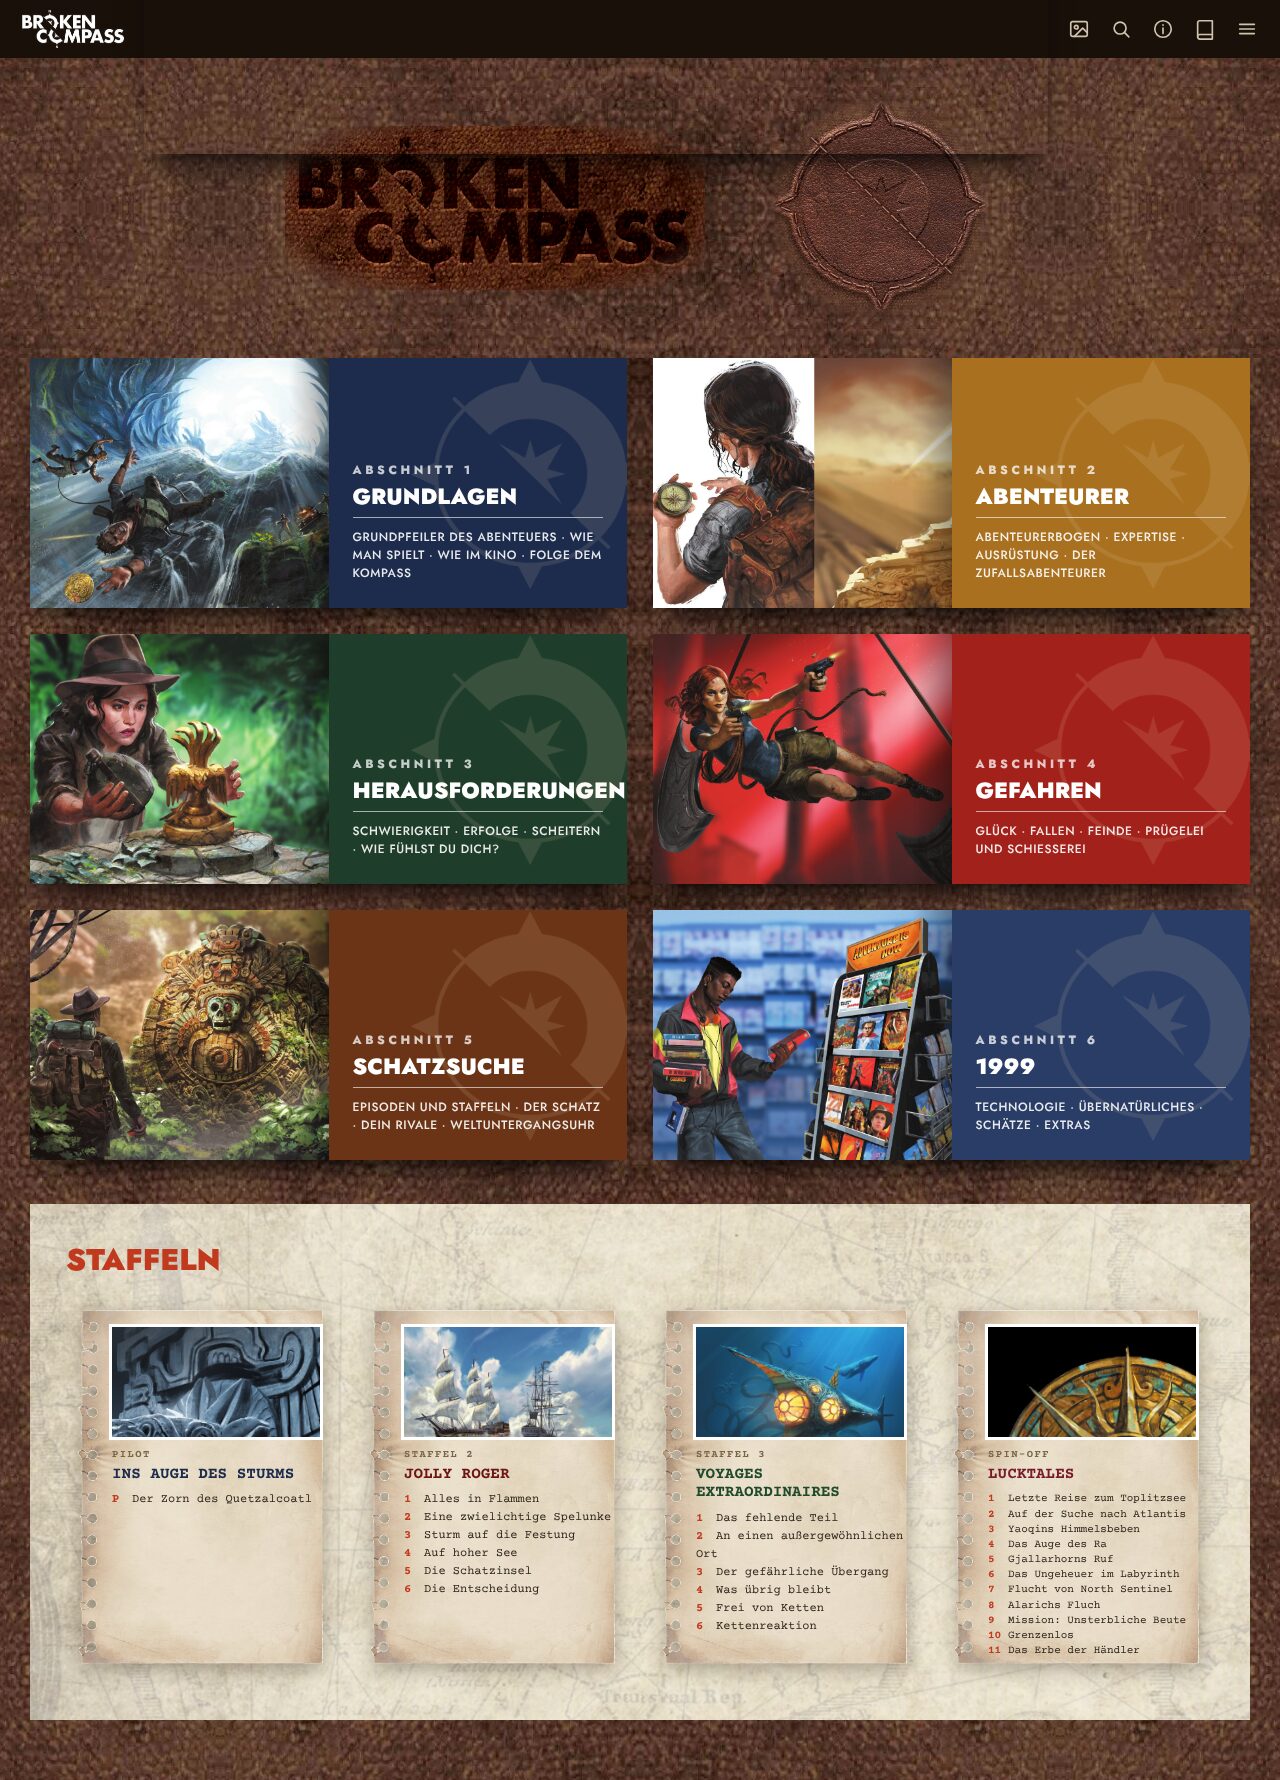 BROKEN
COMPASS
BROKEN
COMPASS
ABSCHNITT 1
GRUNDLAGEN
GRUNDPFEILER DES ABENTEUERS · WIE
MAN SPIELT · WIE IM KINO · FOLGE DEM
KOMPASS
ABSCHNITT 2
ABENTEURER
ABENTEURERBOGEN · EXPERTISE ·
AUSRÜSTUNG · DER
ZUFALLSABENTEURER
ABSCHNITT 3
HERAUSFORDERUNGEN
SCHWIERIGKEIT · ERFOLGE · SCHEITERN
· WIE FÜHLST DU DICH?
ABSCHNITT 4
GEFAHREN
GLÜCK · FALLEN · FEINDE · PRÜGELEI
UND SCHIESSEREI
ABSCHNITT 5
SCHATZSUCHE
EPISODEN UND STAFFELN · DER SCHATZ
· DEIN RIVALE · WELTUNTERGANGSUHR
ADVENTURE IS
NOW
ABSCHNITT 6
1999
TECHNOLOGIE · ÜBERNATÜRLICHES ·
SCHÄTZE · EXTRAS
STAFFELN
PILOT
INS AUGE DES STURMS
P Der Zorn des Quetzalcoatl
STAFFEL 2
JOLLY ROGER
1 Alles in Flammen
2 Eine zwielichtige Spelunke
3 Sturm auf die Festung
4 Auf hoher See
5 Die Schatzinsel
6 Die Entscheidung
STAFFEL 3
VOYAGES
EXTRAORDINAIRES
1 Das fehlende Teil
2 An einen außergewöhnlichen
Ort
3 Der gefährliche Übergang
4 Was übrig bleibt
5 Frei von Ketten
6 Kettenreaktion
SPIN-OFF
LUCKTALES
1 Letzte Reise zum Toplitzsee
2 Auf der Suche nach Atlantis
3 Yaoqins Himmelsbeben
4 Das Auge des Ra
5 Gjallarhorns Ruf
6 Das Ungeheuer im Labyrinth
7 Flucht von North Sentinel
8 Alarichs Fluch
9 Mission: Unsterbliche Beute
10 Grenzenlos
11 Das Erbe der Händler
Transvaal Rep.